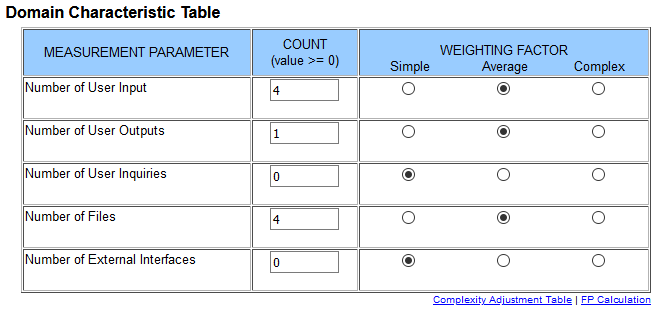 Domain Characteristic Table
MEASUREMENT PARAMETER
COUNT
(value >= 0)
WEIGHTING FACTOR
Simple Average Complex
Number of User Input 4
Number of User Outputs 1
Number of User Inquiries 0
Number of Files 4
Number of External Interfaces 0
Complexity Adjustment Table | FP Calculation